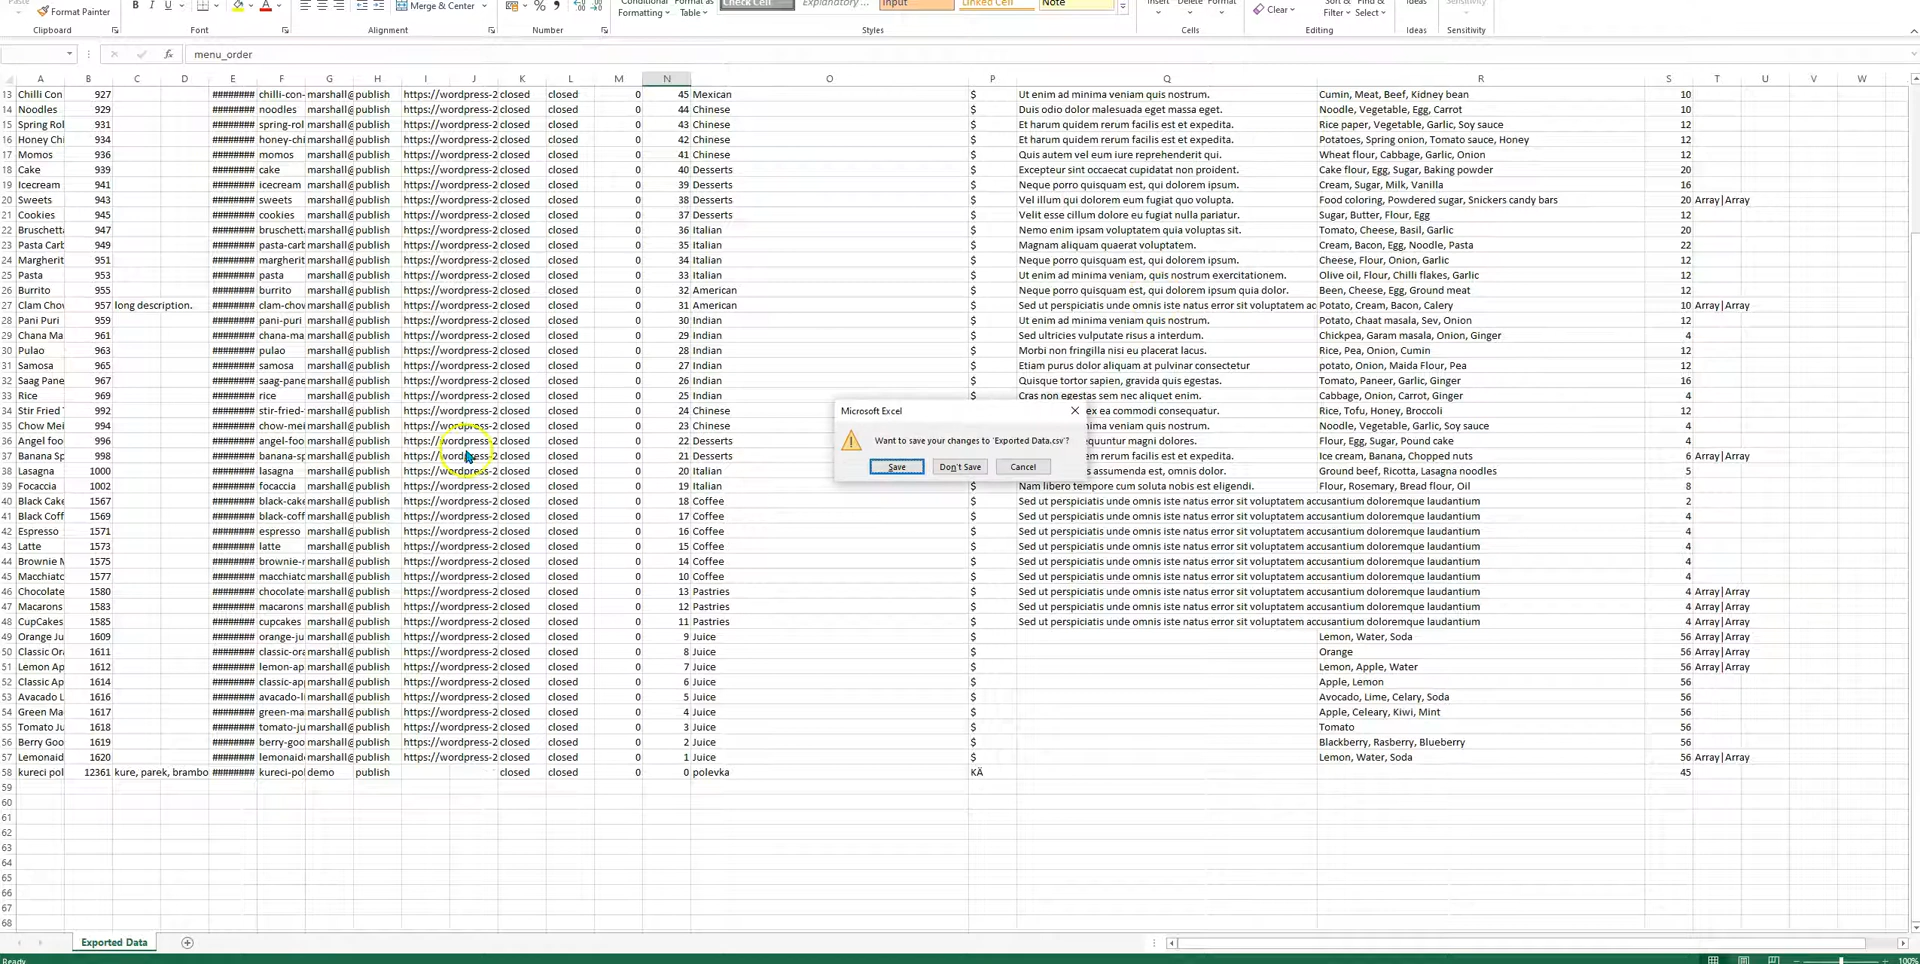 Paste Format Painter B I U A Merge & Center $ % Conditional Formatting Format as Table Check Cell Explanatory ... Input Linked Cell Note Insert Delete Format Clear Sort & Filter Find & Select Ideas Sensitivity
Clipboard Font Alignment Number Styles Cells Editing Ideas Sensitivity
fx menu_order
A B C D E F G H I J K L M N O P Q R S T U V W
13 Chilli Con 927 ######## chilli-con- marshall@ publish https://wordpress-2 closed closed 0 45 Mexican $ Ut enim ad minima veniam quis nostrum. Cumin, Meat, Beef, Kidney bean 10
14 Noodles 929 ######## noodles marshall@ publish https://wordpress-2 closed closed 0 44 Chinese $ Duis odio dolor malesuada eget massa eget. Noodle, Vegetable, Egg, Carrot 10
15 Spring Rol 931 ######## spring-rol marshall@ publish https://wordpress-2 closed closed 0 43 Chinese $ Et harum quidem rerum facilis est et expedita. Rice paper, Vegetable, Garlic, Soy sauce 12
16 Honey Chi 934 ######## honey-chi marshall@ publish https://wordpress-2 closed closed 0 42 Chinese $ Et harum quidem rerum facilis est et expedita. Potatoes, Spring onion, Tomato sauce, Honey 12
17 Momos 936 ######## momos marshall@ publish https://wordpress-2 closed closed 0 41 Chinese $ Quis autem vel eum iure reprehenderit qui. Wheat flour, Cabbage, Garlic, Onion 12
18 Cake 939 ######## cake marshall@ publish https://wordpress-2 closed closed 0 40 Desserts $ Excepteur sint occaecat cupidatat non proident. Cake flour, Egg, Sugar, Baking powder 20
19 Icecream 941 ######## icecream marshall@ publish https://wordpress-2 closed closed 0 39 Desserts $ Neque porro quisquam est, qui dolorem ipsum. Cream, Sugar, Milk, Vanilla 16
20 Sweets 943 ######## sweets marshall@ publish https://wordpress-2 closed closed 0 38 Desserts $ Vel illum qui dolorem eum fugiat quo volupta. Food coloring, Powdered sugar, Snickers candy bars 20 Array|Array
21 Cookies 945 ######## cookies marshall@ publish https://wordpress-2 closed closed 0 37 Desserts $ Velit esse cillum dolore eu fugiat nulla pariatur. Sugar, Butter, Flour, Egg 12
22 Bruschetta 947 ######## bruschetta marshall@ publish https://wordpress-2 closed closed 0 36 Italian $ Nemo enim ipsam voluptatem quia voluptas sit. Tomato, Cheese, Basil, Garlic 20
23 Pasta Carb 949 ######## pasta-carb marshall@ publish https://wordpress-2 closed closed 0 35 Italian $ Magnam aliquam quaerat voluptatem. Cream, Bacon, Egg, Noodle, Pasta 22
24 Margherit 951 ######## margherit marshall@ publish https://wordpress-2 closed closed 0 34 Italian $ Ut enim ad minima veniam quis nostrum. Cheese, Flour, Onion, Garlic 12
25 Pasta 953 ######## pasta marshall@ publish https://wordpress-2 closed closed 0 33 Italian $ Ut enim ad minima veniam, quis nostrum exercitationem. Olive oil, Flour, Chilli flakes, Garlic 12
26 Burrito 955 ######## burrito marshall@ publish https://wordpress-2 closed closed 0 32 American $ Neque porro quisquam est, qui dolorem ipsum quia dolor. Been, Cheese, Egg, Ground meat 12
27 Clam Chov 957 long description. ######## clam-chow marshall@ publish https://wordpress-2 closed closed 0 31 American $ Sed ut perspiciatis unde omnis iste natus error sit voluptatem ac Potato, Cream, Bacon, Calery 10 Array|Array
28 Pani Puri 959 ######## pani-puri marshall@ publish https://wordpress-2 closed closed 0 30 Indian $ Ut enim ad minima veniam quis nostrum. Potato, Chaat masala, Sev, Onion 12
29 Chana Ma 961 ######## chana-ma marshall@ publish https://wordpress-2 closed closed 0 29 Indian $ Sed ultricies vulputate risus a interdum. Chickpea, Garam masala, Onion, Ginger 4
30 Pulao 963 ######## pulao marshall@ publish https://wordpress-2 closed closed 0 28 Indian $ Morbi non fringilla nisi eu placerat lacus. Rice, Pea, Onion, Cumin 12
31 Samosa 965 ######## samosa marshall@ publish https://wordpress-2 closed closed 0 27 Indian $ Etiam purus dolor aliquam at pulvinar consectetur potato, Onion, Maida Flour, Pea 12
32 Saag Pane 967 ######## saag-pane marshall@ publish https://wordpress-2 closed closed 0 26 Indian $ Quisque tortor sapien, gravida quis egestas. Tomato, Paneer, Garlic, Ginger 16
33 Rice 969 ######## rice marshall@ publish https://wordpress-2 closed closed 0 25 Indian $ Cras non egestas sem nec aliquet enim. Cabbage, Onion, Carrot, Ginger 4
34 Stir Fried 992 ######## stir-fried- marshall@ publish https://wordpress-2 closed closed 0 24 Chinese ex ea commodi consequatur. Rice, Tofu, Honey, Broccoli 12
35 Chow Mei 994 ######## chow-mei marshall@ publish https://wordpress-2 closed closed 0 23 Chinese em rerum facilis est et expedita. Noodle, Vegetable, Garlic, Soy sauce 4
36 Angel foo 996 ######## angel-foo marshall@ publish https://wordpress-2 closed closed 0 22 Desserts equuntur magni dolores. Flour, Egg, Sugar, Pound cake 4
37 Banana Sp 998 ######## banana-sp marshall@ publish https://wordpress-2 closed closed 0 21 Desserts em rerum facilis est et expedita. Ice cream, Banana, Chopped nuts 6 Array|Array
38 Lasagna 1000 ######## lasagna marshall@ publish https://wordpress-2 closed closed 0 20 Italian s assumenda est, omnis dolor. Ground beef, Ricotta, Lasagna noodles 5
39 Focaccia 1002 ######## focaccia marshall@ publish https://wordpress-2 closed closed 0 19 Italian $ Nam libero tempore cum soluta nobis est eligendi. Flour, Rosemary, Bread flour, Oil 8
40 Black Cake 1567 ######## black-cake marshall@ publish https://wordpress-2 closed closed 0 18 Coffee $ Sed ut perspiciatis unde omnis iste natus error sit voluptatem accusantium doloremque laudantium 2
41 Black Coff 1569 ######## black-coff marshall@ publish https://wordpress-2 closed closed 0 17 Coffee $ Sed ut perspiciatis unde omnis iste natus error sit voluptatem accusantium doloremque laudantium 4
42 Espresso 1571 ######## espresso marshall@ publish https://wordpress-2 closed closed 0 16 Coffee $ Sed ut perspiciatis unde omnis iste natus error sit voluptatem accusantium doloremque laudantium 4
43 Latte 1573 ######## latte marshall@ publish https://wordpress-2 closed closed 0 15 Coffee $ Sed ut perspiciatis unde omnis iste natus error sit voluptatem accusantium doloremque laudantium 4
44 Brownie M 1575 ######## brownie-r marshall@ publish https://wordpress-2 closed closed 0 14 Coffee $ Sed ut perspiciatis unde omnis iste natus error sit voluptatem accusantium doloremque laudantium 4
45 Macchiato 1577 ######## macchiato marshall@ publish https://wordpress-2 closed closed 0 10 Coffee $ Sed ut perspiciatis unde omnis iste natus error sit voluptatem accusantium doloremque laudantium 4
46 Chocolate 1580 ######## chocolate marshall@ publish https://wordpress-2 closed closed 0 13 Pastries $ Sed ut perspiciatis unde omnis iste natus error sit voluptatem accusantium doloremque laudantium 4 Array|Array
47 Macarons 1583 ######## macarons marshall@ publish https://wordpress-2 closed closed 0 12 Pastries $ Sed ut perspiciatis unde omnis iste natus error sit voluptatem accusantium doloremque laudantium 4 Array|Array
48 CupCakes 1585 ######## cupcakes marshall@ publish https://wordpress-2 closed closed 0 11 Pastries $ Sed ut perspiciatis unde omnis iste natus error sit voluptatem accusantium doloremque laudantium 4 Array|Array
49 Orange Ju 1609 ######## orange-ju marshall@ publish https://wordpress-2 closed closed 0 9 Juice $ Lemon, Water, Soda 56 Array|Array
50 Classic Ora 1611 ######## classic-ora marshall@ publish https://wordpress-2 closed closed 0 8 Juice $ Orange 56 Array|Array
51 Lemon Ap 1612 ######## lemon-ap marshall@ publish https://wordpress-2 closed closed 0 7 Juice $ Lemon, Apple, Water 56 Array|Array
52 Classic Ap 1614 ######## classic-ap marshall@ publish https://wordpress-2 closed closed 0 6 Juice $ Apple, Lemon 56
53 Avacado L 1616 ######## avacado-li marshall@ publish https://wordpress-2 closed closed 0 5 Juice $ Avocado, Lime, Celary, Soda 56
54 Green Ma 1617 ######## green-ma marshall@ publish https://wordpress-2 closed closed 0 4 Juice $ Apple, Celeary, Kiwi, Mint 56
55 Tomato Ju 1618 ######## tomato-ju marshall@ publish https://wordpress-2 closed closed 0 3 Juice $ Tomato 56
56 Berry Goo 1619 ######## berry-goo marshall@ publish https://wordpress-2 closed closed 0 2 Juice $ Blackberry, Rasberry, Blueberry 56
57 Lemonaid 1620 ######## lemonaide marshall@ publish https://wordpress-2 closed closed 0 1 Juice $ Lemon, Water, Soda 56 Array|Array
58 kureci pol 12361 kure, parek, brambo ######## kureci-pol demo publish closed closed 0 0 polevka KÄ 45
59
60
61
62
63
64
65
66
67
68
Microsoft Excel
Want to save your changes to 'Exported Data.csv'?
Save Don't Save Cancel
Exported Data
Ready 100%